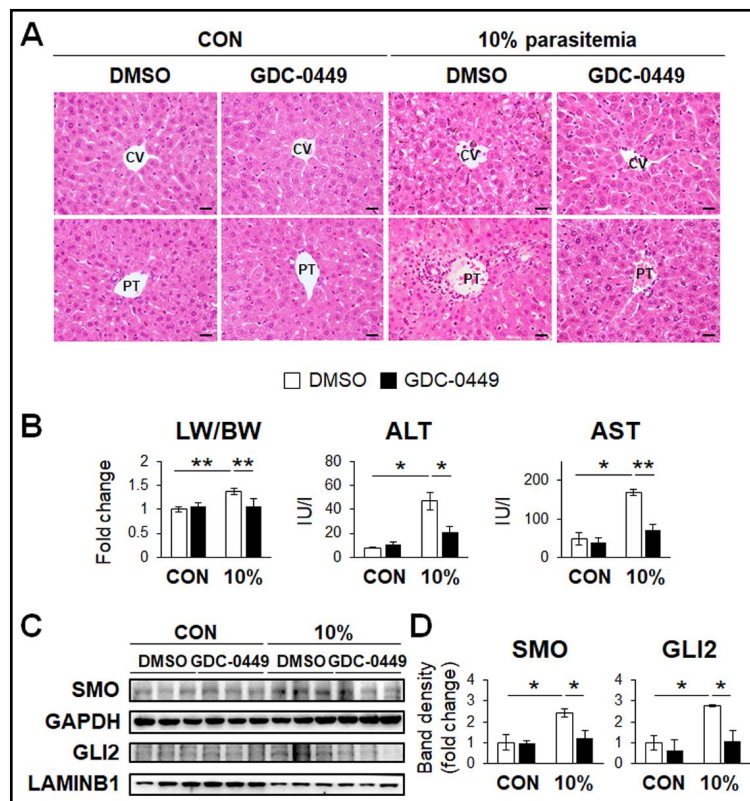 A
CON 10% parasitemia
DMSO GDC-0449 DMSO GDC-0449
CV CV CV CV
PT PT PT PT
DMSO GDC-0449
B
LW/BW ALT AST
Fold change
2
1.5
1
0.5
0
CON 10%
IU/l
80
60
40
20
0
CON 10%
IU/l
200
100
0
CON 10%
** **
* *
* **
C
CON 10%
DMSO GDC-0449 DMSO GDC-0449
SMO
GAPDH
GLI2
LAMINB1
D
SMO GLI2
Band density
(fold change)
4
3
2
1
0
CON 10%
4
3
2
1
0
CON 10%
* *
* *